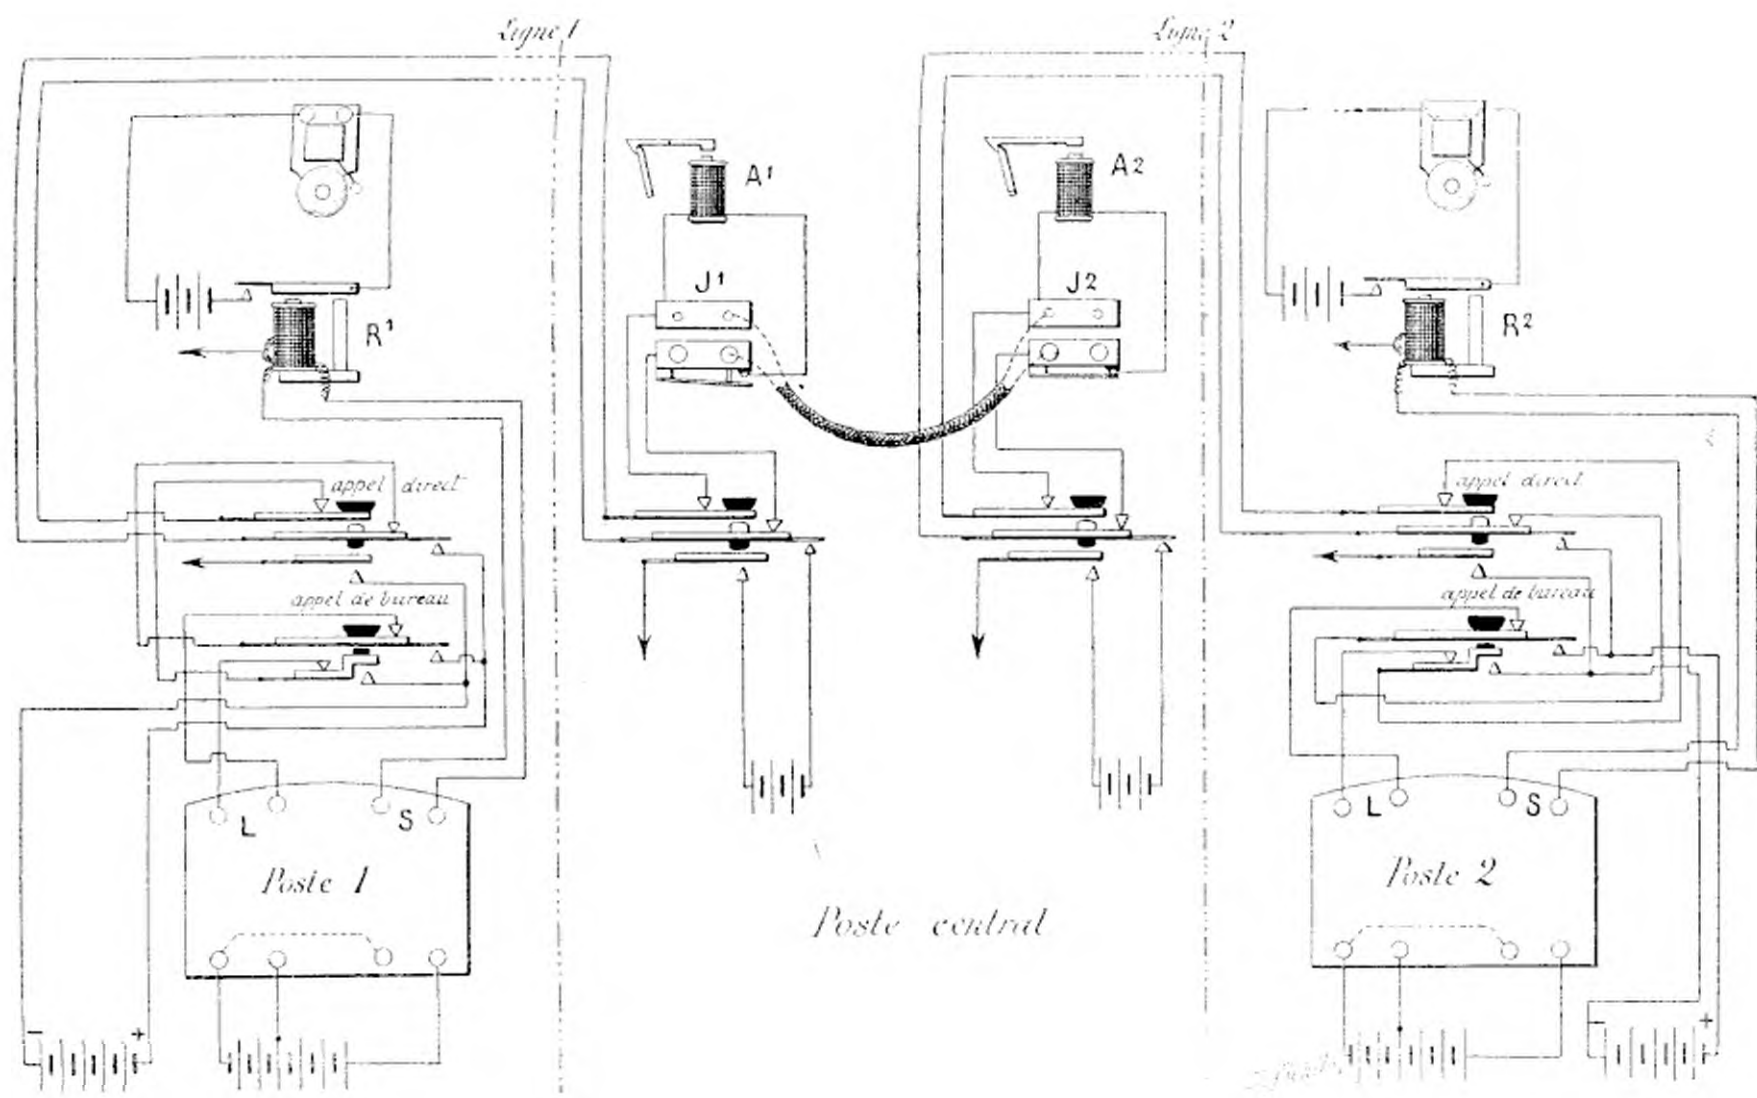 Ligne 1
Ligne 2
A1
A2
J1
J2
R1
R2
appel direct
appel direct
appel de bureau
appel de bureau
L
S
L
S
Poste 1
Poste 2
Poste central
-
+
-
+